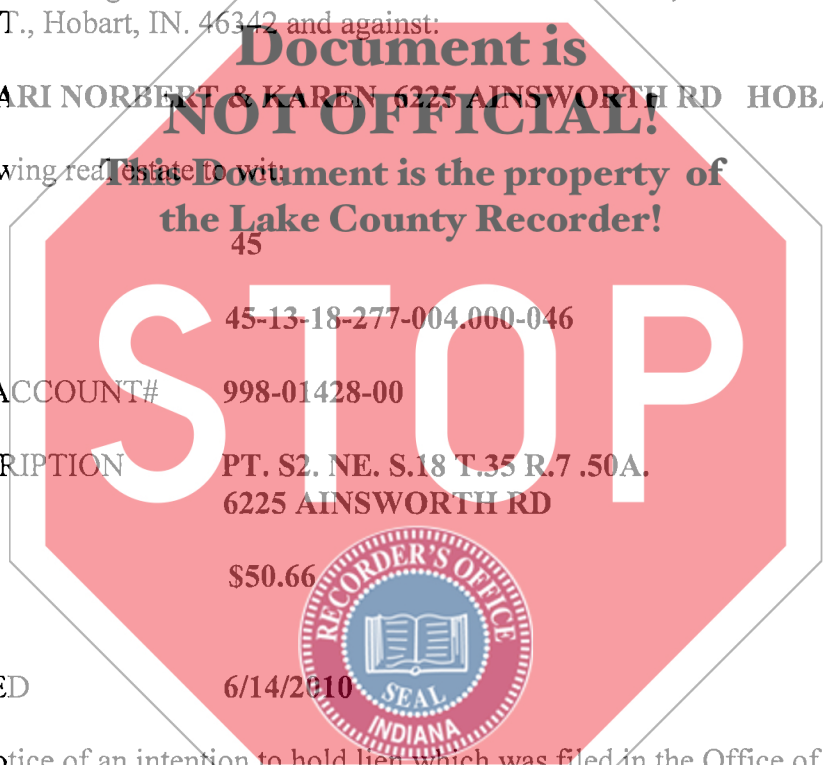 T., Hobart, IN. 46342 and against:
Document is
ARI NORBERT & KAREN 6225 AINSWORTH RD HOBA
NOT OFFICIAL!
wing real estate to wit:
This Document is the property of
the Lake County Recorder!
45
STOP
45-13-18-277-004.000-046
ACCOUNT# 998-01428-00
RIPTION PT. S2. NE. S.18 T.35 R.7 .50A.
6225 AINSWORTH RD
$50.66
RECORDER'S OFFICE
SEAL
INDIANA
ED 6/14/2010
otice of an intention to hold lien which was filed in the Office of